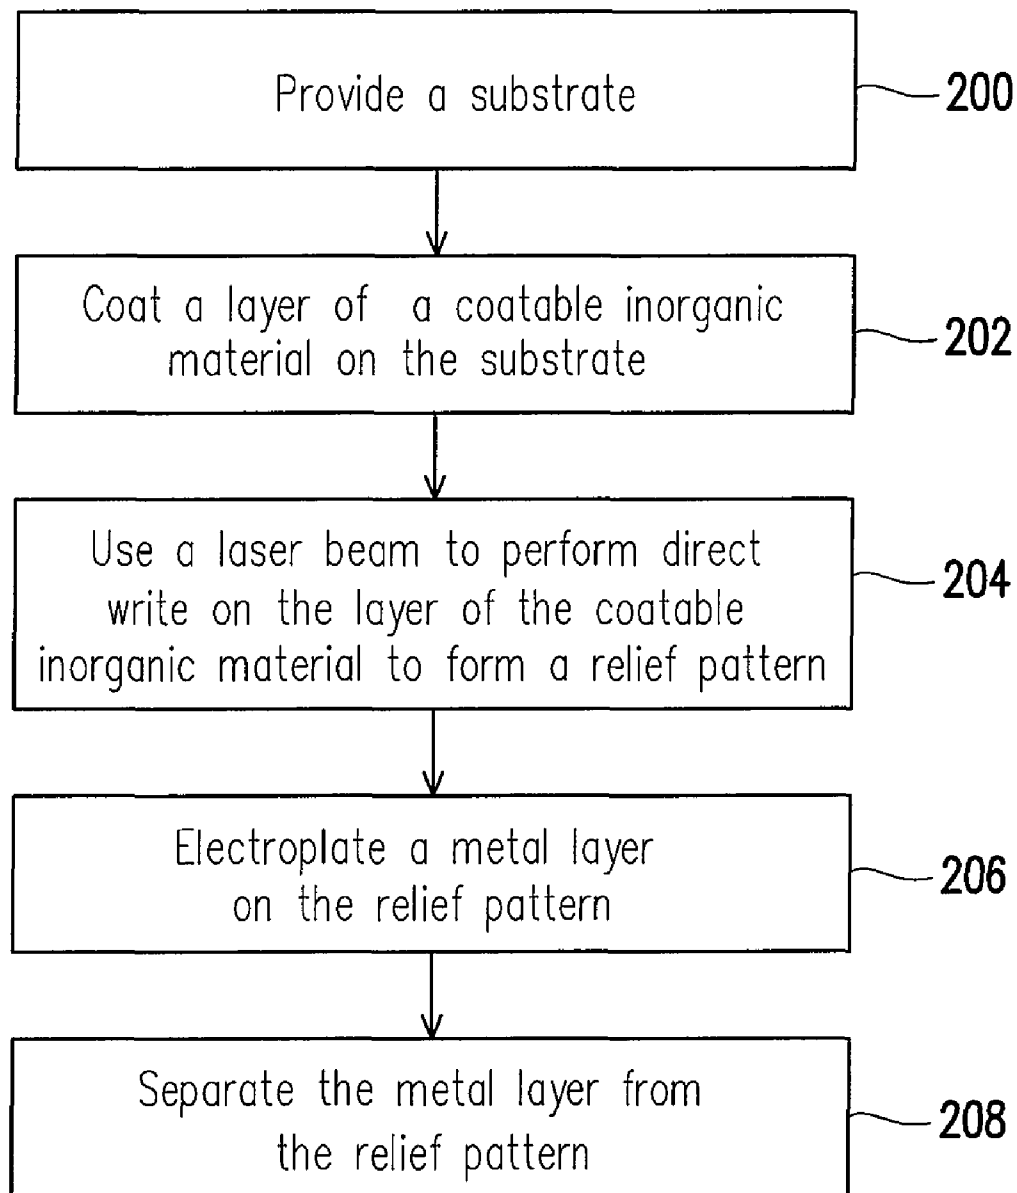 Provide a substrate
200
Coat a layer of a coatable inorganic
material on the substrate
202
Use a laser beam to perform direct
write on the layer of the coatable
inorganic material to form a relief pattern
204
Electroplate a metal layer
on the relief pattern
206
Separate the metal layer from
the relief pattern
208